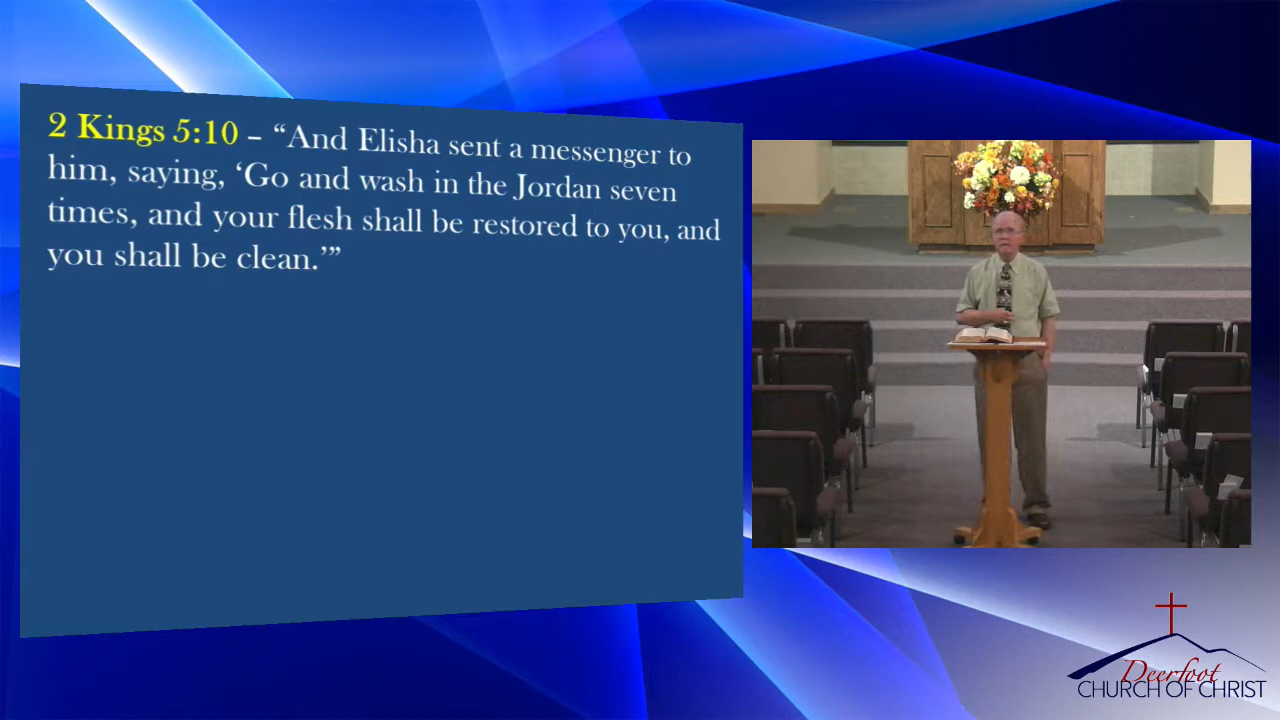 2 Kings 5:10 – “And Elisha sent a messenger to
him, saying, ‘Go and wash in the Jordan seven
times, and your flesh shall be restored to you, and
you shall be clean.’”
Deerfoot
CHURCH OF CHRIST